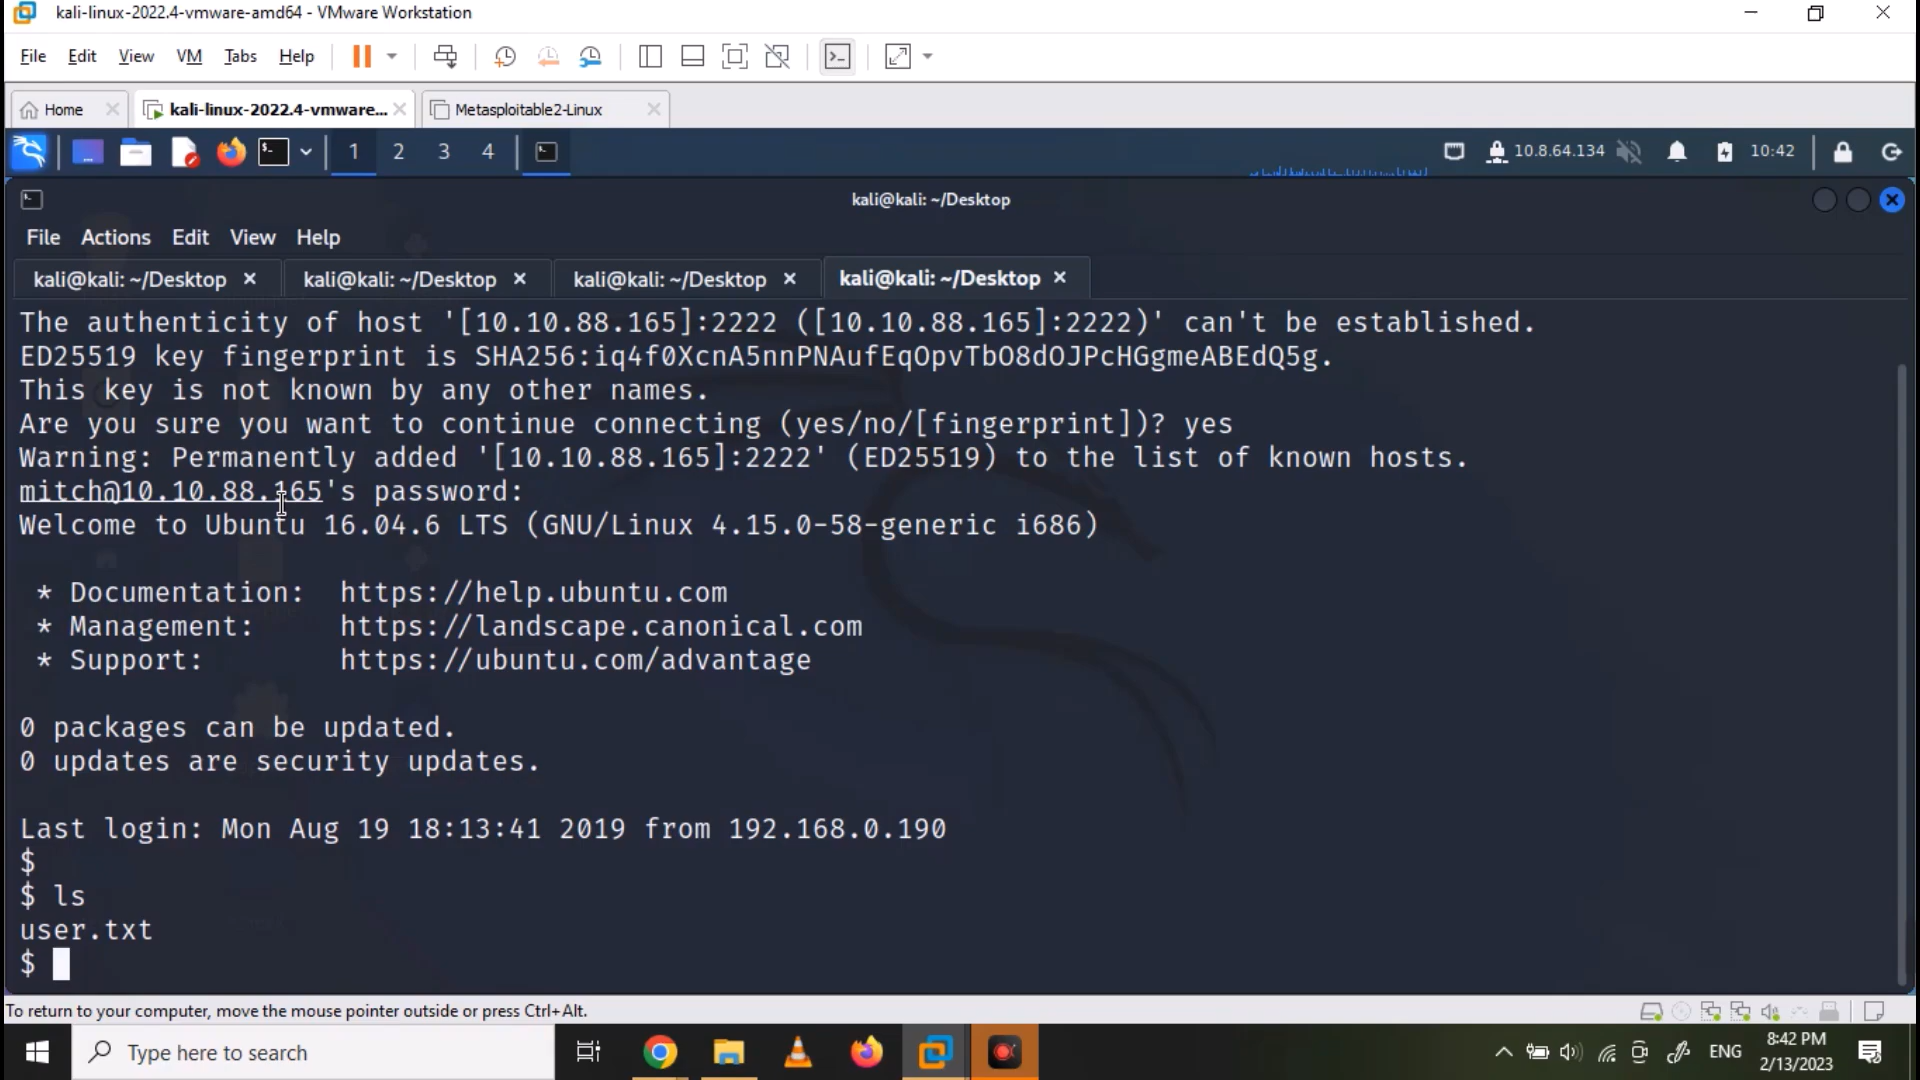 kali-linux-2022.4-vmware-amd64 - VMware Workstation
File Edit View VM Tabs Help
Home kali-linux-2022.4-vmware... Metasploitable2-Linux
1 2 3 4 10.8.64.134 10:42
kali@kali: ~/Desktop
File Actions Edit View Help
kali@kali: ~/Desktop kali@kali: ~/Desktop kali@kali: ~/Desktop kali@kali: ~/Desktop
The authenticity of host '[10.10.88.165]:2222 ([10.10.88.165]:2222)' can't be established.
ED25519 key fingerprint is SHA256:iq4f0XcnA5nnPNAufEqOpvTbO8dOJPcHGgmeABEdQ5g.
This key is not known by any other names.
Are you sure you want to continue connecting (yes/no/[fingerprint])? yes
Warning: Permanently added '[10.10.88.165]:2222' (ED25519) to the list of known hosts.
mitch@10.10.88.165's password:
Welcome to Ubuntu 16.04.6 LTS (GNU/Linux 4.15.0-58-generic i686)
* Documentation: https://help.ubuntu.com
* Management: https://landscape.canonical.com
* Support: https://ubuntu.com/advantage
0 packages can be updated.
0 updates are security updates.
Last login: Mon Aug 19 18:13:41 2019 from 192.168.0.190
$
$ ls
user.txt
$
To return to your computer, move the mouse pointer outside or press Ctrl+Alt.
Type here to search
ENG
8:42 PM
2/13/2023